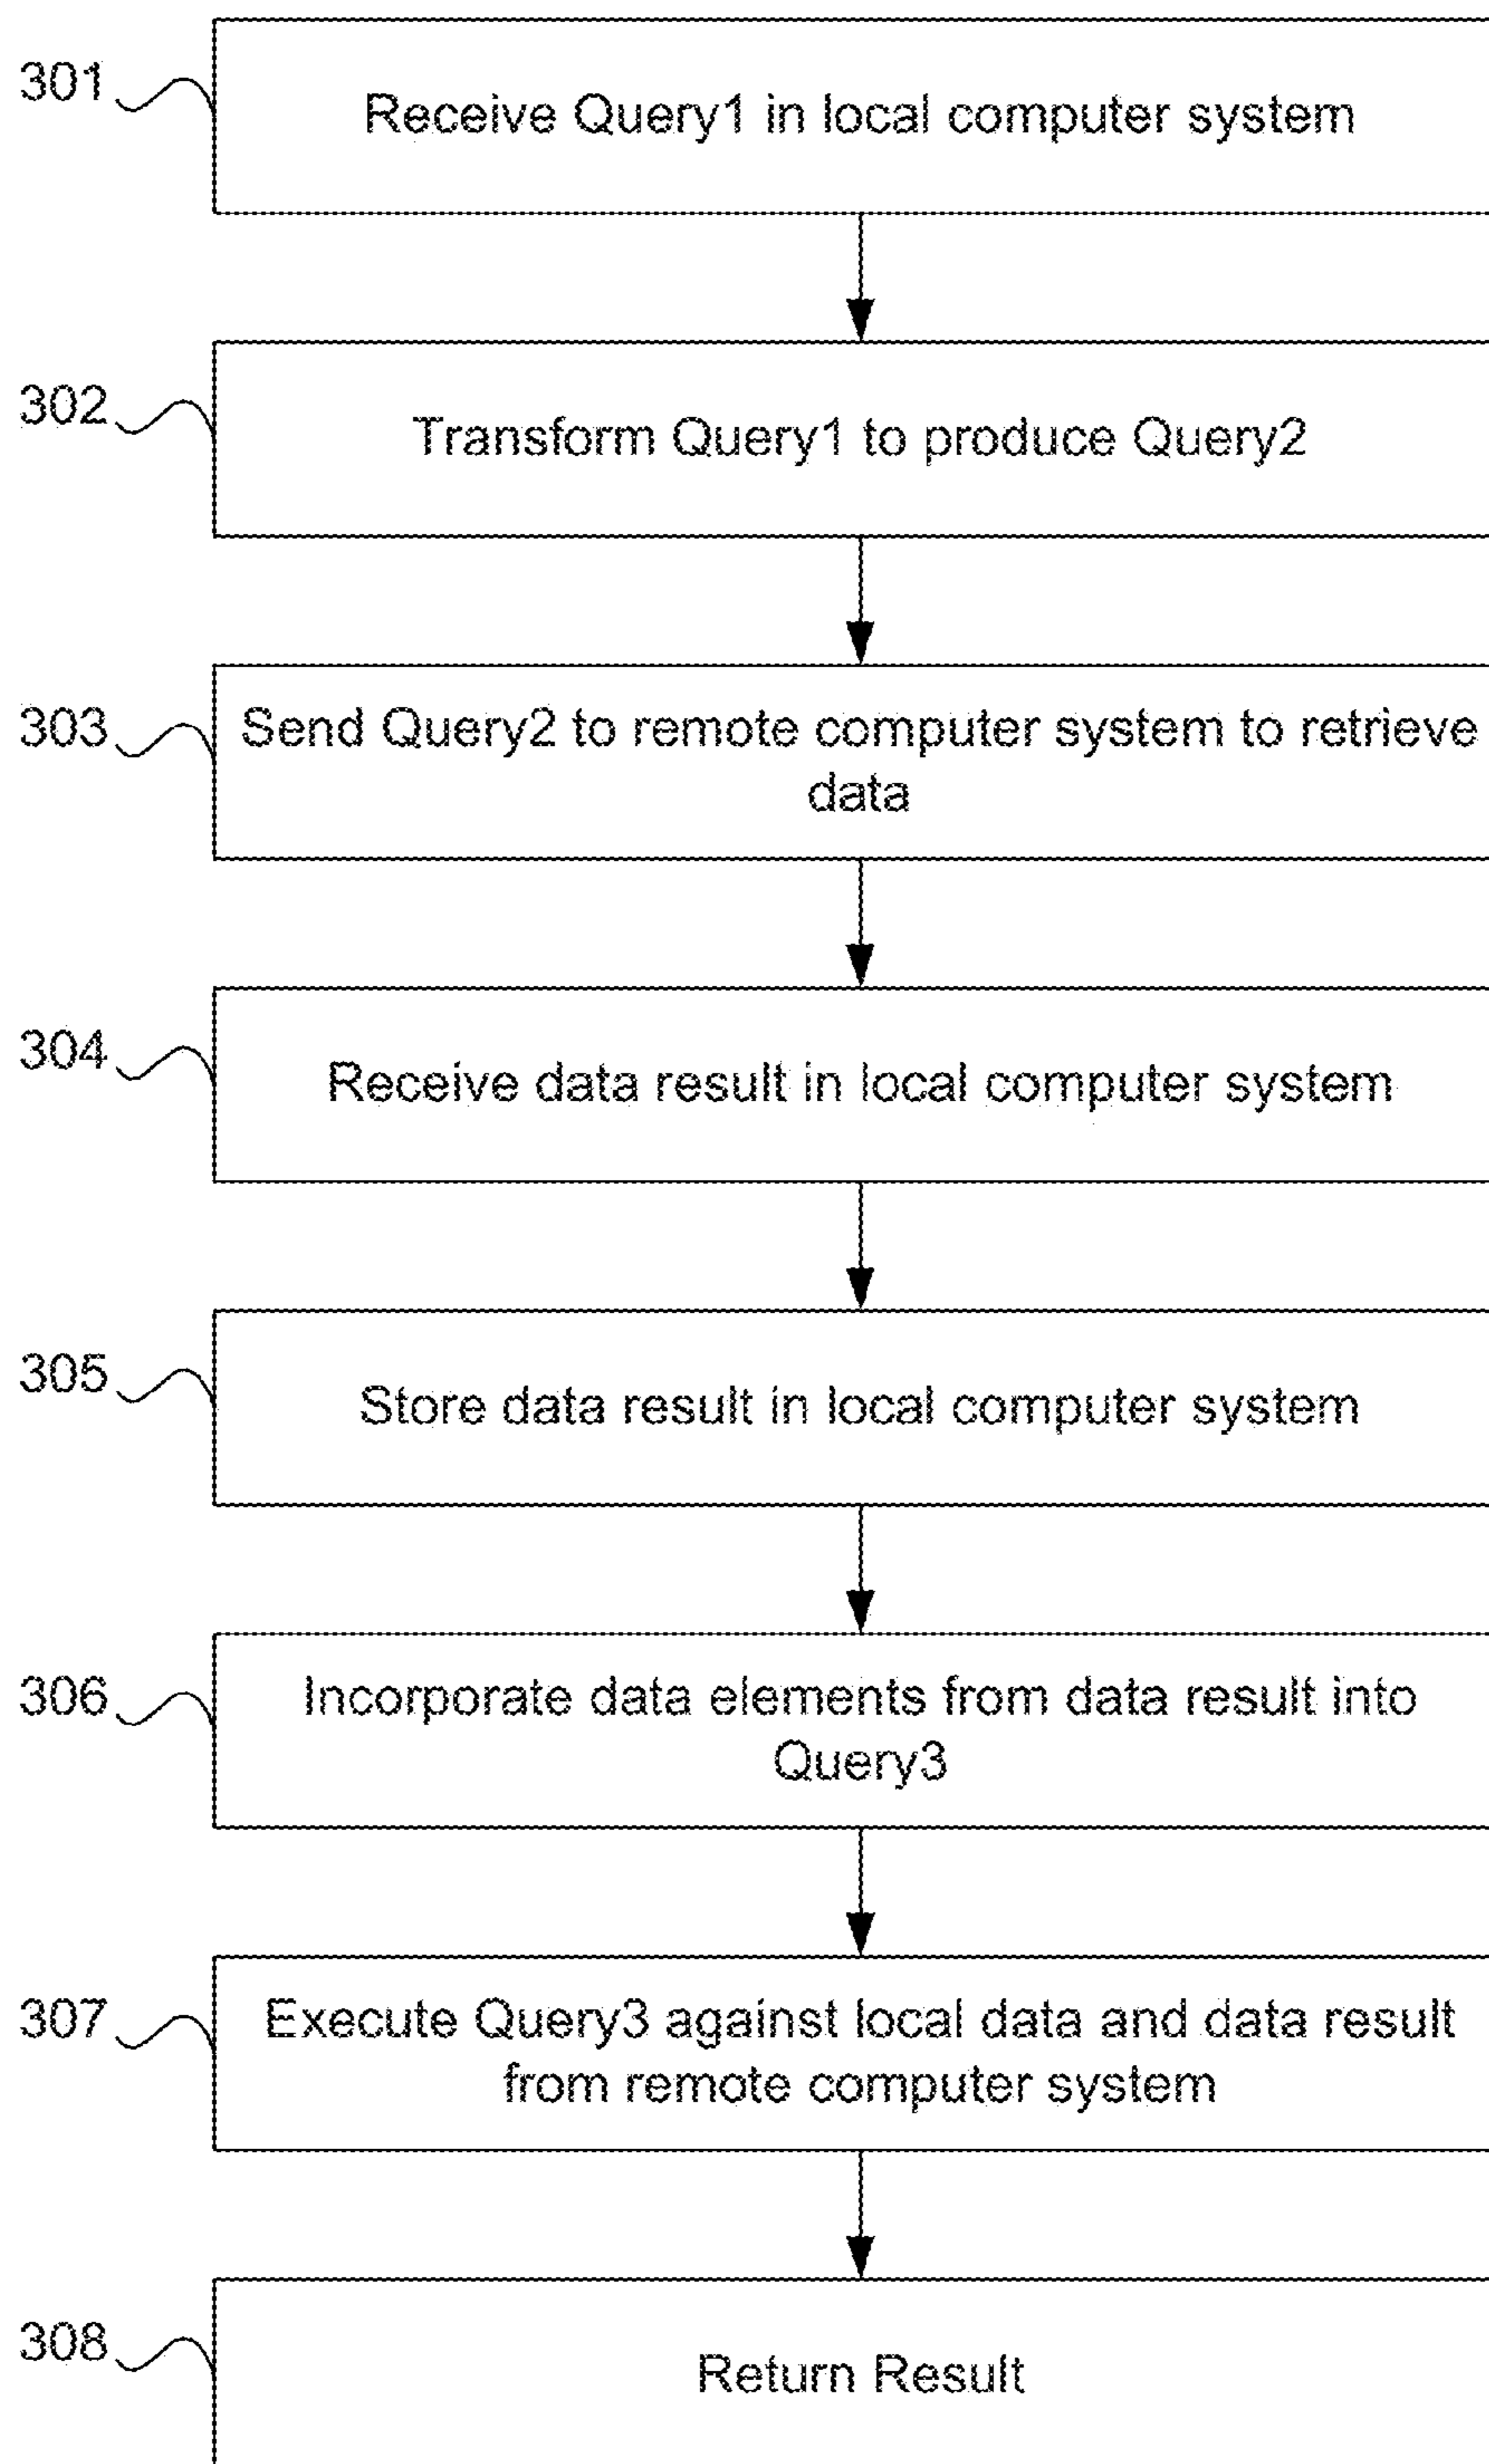 301
Receive Query1 in local computer system
302
Transform Query1 to produce Query2
303
Send Query2 to remote computer system to retrieve
data
304
Receive data result in local computer system
305
Store data result in local computer system
306
Incorporate data elements from data result into
Query3
307
Execute Query3 against local data and data result
from remote computer system
308
Return Result